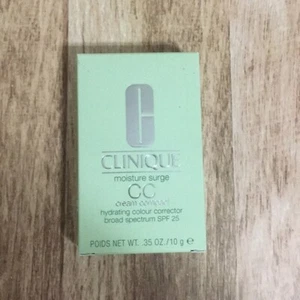 C
CLINIQUE
moisture surge
CC
cream compact
hydrating colour corrector
broad spectrum SPF 25
POIDS NET WT. .35 OZ./10 g e